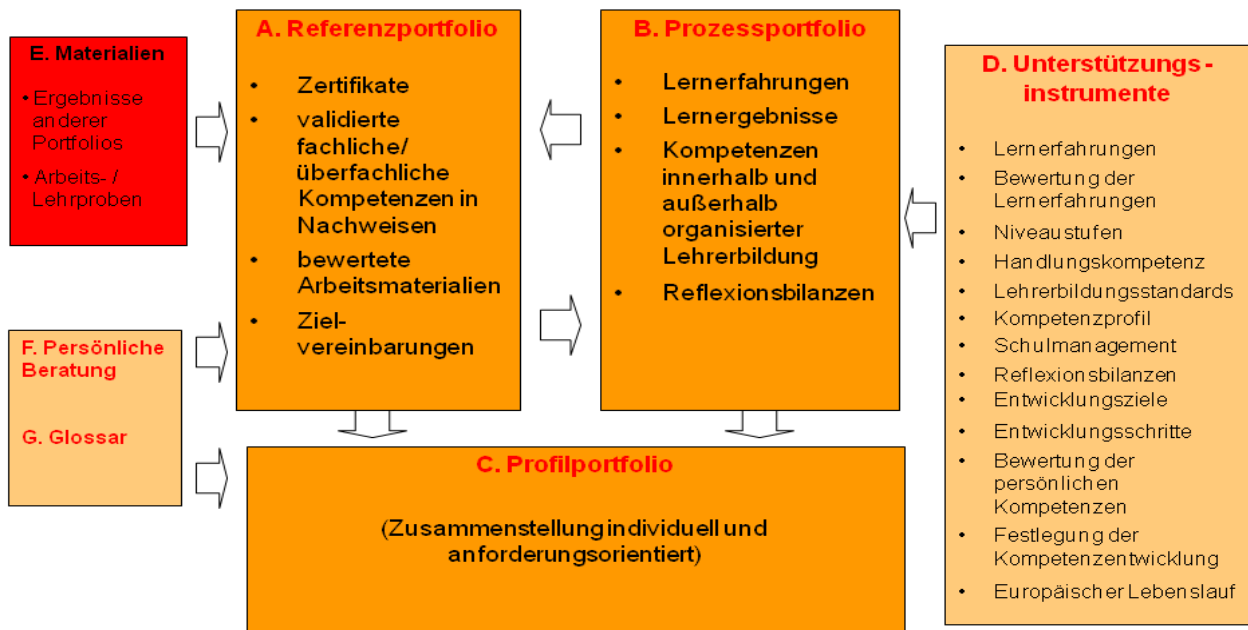 A. Referenzportfolio
• Zertifikate
• validierte
fachliche/
überfachliche
Kompetenzen in
Nachweisen
• bewertete
Arbeitsmaterialien
• Ziel-
vereinbarungen
B. Prozessportfolio
• Lernerfahrungen
• Lernergebnisse
• Kompetenzen
innerhalb und
außerhalb
organisierter
Lehrerbildung
• Reflexionsbilanzen
C. Profilportfolio
(Zusammenstellung individuell und
anforderungsorientiert)
D. Unterstützungs-
instrumente
• Lernerfahrungen
• Bewertung der
Lernerfahrungen
• Niveaustufen
• Handlungskompetenz
• Lehrerbildungsstandards
• Kompetenzprofil
• Schulmanagement
• Reflexionsbilanzen
• Entwicklungsziele
• Entwicklungsschritte
• Bewertung der
persönlichen
Kompetenzen
• Festlegung der
Kompetenzentwicklung
• Europäischer Lebenslauf
E. Materialien
• Ergebnisse
anderer
Portfolios
• Arbeits- /
Lehrproben
F. Persönliche
Beratung
G. Glossar